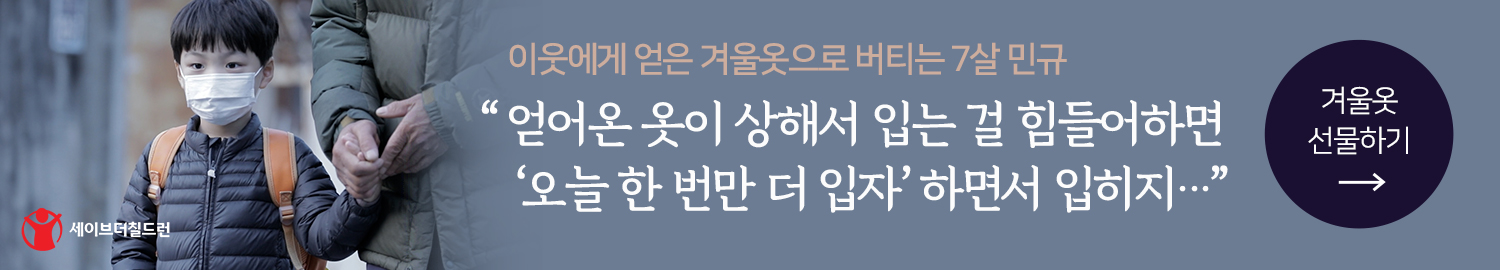 이웃에게 얻은 겨울옷으로 버티는 7살 민규
“ 얻어온 옷이 상해서 입는 걸 힘들어하면
‘오늘 한 번만 더 입자’ 하면서 입히지…”
겨울옷
선물하기
세이브더칠드런